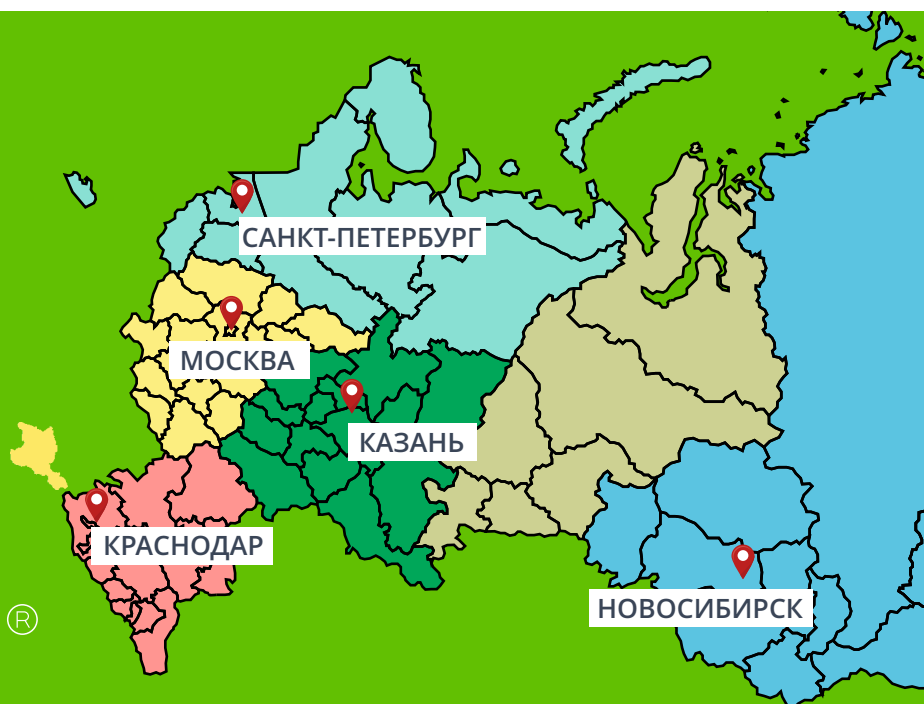 САНКТ-ПЕТЕРБУРГ
МОСКВА
КАЗАНЬ
КРАСНОДАР
НОВОСИБИРСК
®